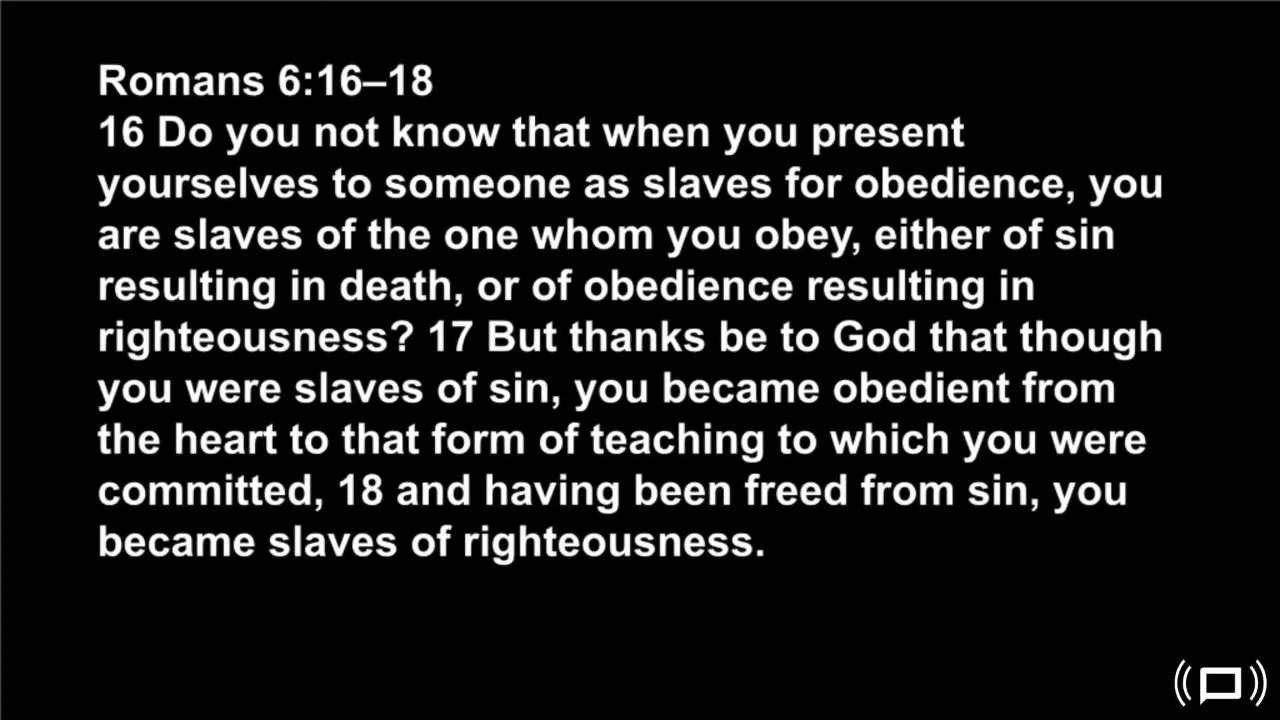 Romans 6:16–18
16 Do you not know that when you present
yourselves to someone as slaves for obedience, you
are slaves of the one whom you obey, either of sin
resulting in death, or of obedience resulting in
righteousness? 17 But thanks be to God that though
you were slaves of sin, you became obedient from
the heart to that form of teaching to which you were
committed, 18 and having been freed from sin, you
became slaves of righteousness.